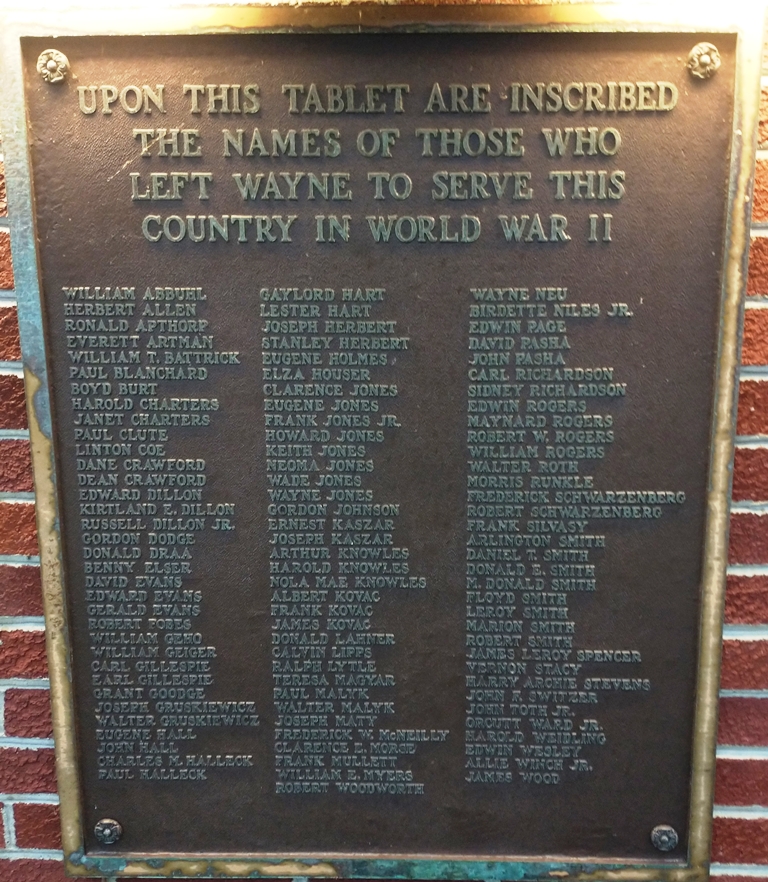 UPON THIS TABLET ARE INSCRIBED
THE NAMES OF THOSE WHO
LEFT WAYNE TO SERVE THIS
COUNTRY IN WORLD WAR II
WILLIAM ABBUHL
HERBERT ALLEN
RONALD APTHORP
EVERETT ARTMAN
WILLIAM T. BATTRICK
PAUL BLANCHARD
BOYD BURT
HAROLD CHARTERS
JANET CHARTERS
PAUL CLUTE
LINTON COE
DANE CRAWFORD
DEAN CRAWFORD
EDWARD DILLON
KIRTLAND E. DILLON
RUSSELL DILLON JR.
GORDON DODGE
DONALD DRAA
BENNY ELSER
DAVID EVANS
EDWARD EVANS
GERALD EVANS
ROBERT FOBES
WILLIAM GEHO
WILLIAM GEIGER
CARL GILLESPIE
EARL GILLESPIE
GRANT GOODGE
JOSEPH GRUSKIEWICZ
WALTER GRUSKIEWICZ
EUGENE HALL
JOHN HALL
CHARLES M. HALLECK
PAUL HALLECK
GAYLORD HART
LESTER HART
JOSEPH HERBERT
STANLEY HERBERT
EUGENE HOLMES
ELZA HOUSER
CLARENCE JONES
EUGENE JONES
FRANK JONES JR.
HOWARD JONES
KEITH JONES
NEOMA JONES
WADE JONES
WAYNE JONES
GORDON JOHNSON
ERNEST KASZAR
JOSEPH KASZAR
ARTHUR KNOWLES
HAROLD KNOWLES
NOLA MAE KNOWLES
ALBERT KOVAC
FRANK KOVAC
JAMES KOVAC
DONALD LAHNER
CALVIN LIPPS
RALPH LYTLE
TERESA MAGYAR
PAUL MALYK
WALTER MALYK
JOSEPH MATY
FREDERICK W. McNEILLY
CLARENCE E. MORSE
FRANK MULLETT
WILLIAM E. MYERS
ROBERT WOODWORTH
WAYNE NEU
BIRDETTE NILES JR.
EDWIN PAGE
DAVID PASHA
JOHN PASHA
CARL RICHARDSON
SIDNEY RICHARDSON
EDWIN ROGERS
MAYNARD ROGERS
ROBERT W. ROGERS
WILLIAM ROGERS
WALTER ROTH
MORRIS RUNKLE
FREDERICK SCHWARZENBERG
ROBERT SCHWARZENBERG
FRANK SILVASY
ARLINGTON SMITH
DANIEL T. SMITH
DONALD E. SMITH
M. DONALD SMITH
FLOYD SMITH
LEROY SMITH
MARION SMITH
ROBERT SMITH
JAMES LEROY SPENCER
VERNON STACY
HARRY ARCHIE STEVENS
JOHN F. SWITZER
JOHN TOTH JR.
ORCUTT WARD JR.
HAROLD WEIDLING
EDWIN WESLEY
ALLIE WINCH JR.
JAMES WOOD